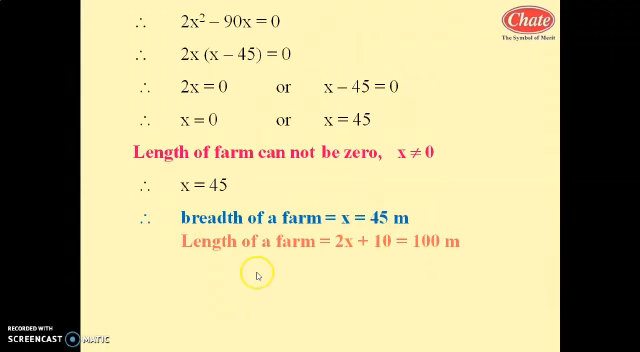 ∴ 2x² – 90x = 0
Chate
The Symbol of Merit
∴ 2x (x – 45) = 0
∴ 2x = 0 or x – 45 = 0
∴ x = 0 or x = 45
Length of farm can not be zero, x ≠ 0
∴ x = 45
∴ breadth of a farm = x = 45 m
Length of a farm = 2x + 10 = 100 m
RECORDED WITH
SCREENCAST MATIC